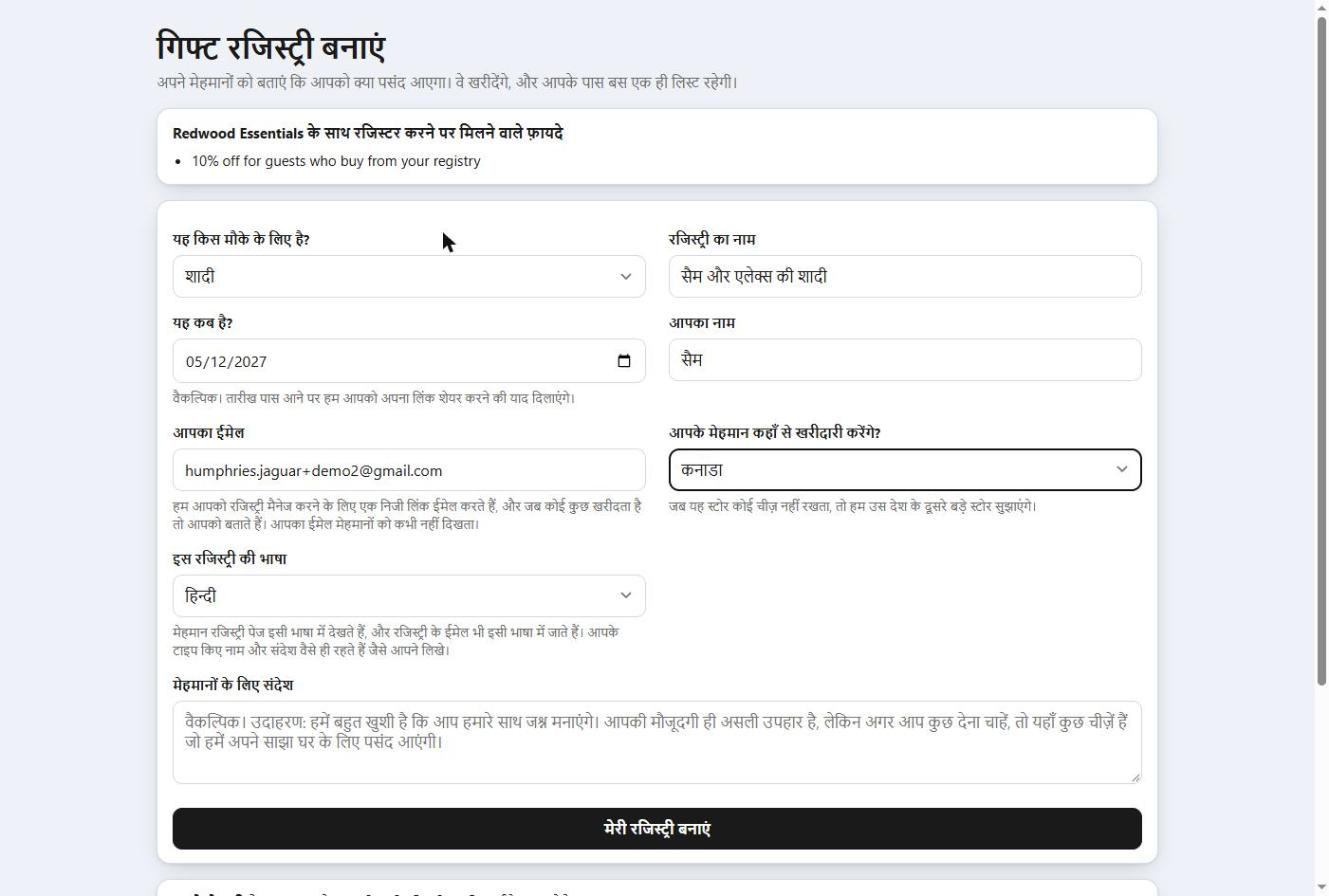 गिफ्ट रजिस्ट्री बनाएं
अपने मेहमानों को बताएं कि आपको क्या पसंद आएगा। वे खरीदेंगे, और आपके पास बस एक ही लिस्ट रहेगी।
Redwood Essentials के साथ रजिस्टर करने पर मिलने वाले फ़ायदे
• 10% off for guests who buy from your registry
यह किस मौके के लिए है?
शादी
रजिस्ट्री का नाम
सैम और एलेक्स की शादी
यह कब है?
05/12/2027
वैकल्पिक। तारीख पास आने पर हम आपको अपना लिंक शेयर करने की याद दिलाएंगे।
आपका नाम
सैम
आपका ईमेल
humphries.jaguar+demo2@gmail.com
हम आपको रजिस्ट्री मैनेज करने के लिए एक निजी लिंक ईमेल करते हैं, और जब कोई कुछ खरीदता है
तो आपको बताते हैं। आपका ईमेल मेहमानों को कभी नहीं दिखता।
आपके मेहमान कहाँ से खरीदारी करेंगे?
कनाडा
जब यह स्टोर कोई चीज़ नहीं रखता, तो हम उस देश के दूसरे बड़े स्टोर सुझाएंगे।
इस रजिस्ट्री की भाषा
हिन्दी
मेहमान रजिस्ट्री पेज इसी भाषा में देखते हैं, और रजिस्ट्री के ईमेल भी इसी भाषा में जाते हैं। आपके
टाइप किए नाम और संदेश वैसे ही रहते हैं जैसे आपने लिखे।
मेहमानों के लिए संदेश
वैकल्पिक। उदाहरण: हमें बहुत खुशी है कि आप हमारे साथ जश्न मनाएंगे। आपकी मौजूदगी ही असली उपहार है, लेकिन अगर आप कुछ देना चाहें, तो यहाँ कुछ चीज़ें हैं
जो हमें अपने साझा घर के लिए पसंद आएंगी।
मेरी रजिस्ट्री बनाएं